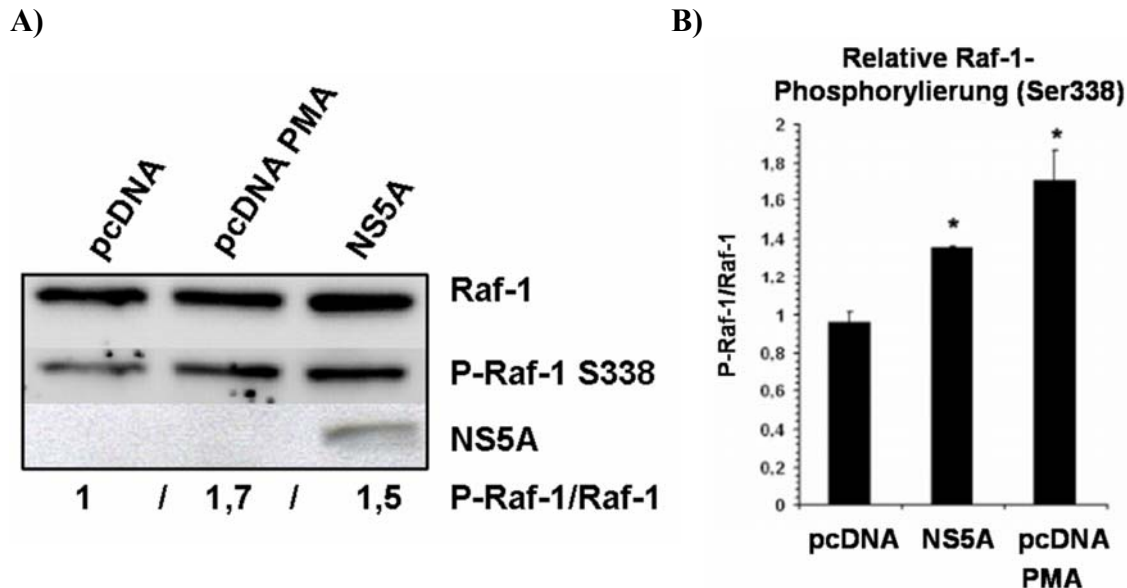 A)
pcDNA
pcDNA PMA
NS5A
Raf-1
P-Raf-1 S338
NS5A
1 / 1,7 / 1,5 P-Raf-1/Raf-1
B)
Relative Raf-1-
Phosphorylierung (Ser338)
P-Raf-1/Raf-1
2
1,8
1,6
1,4
1,2
1
0,8
0,6
0,4
0,2
0
*
*
pcDNA NS5A pcDNA
PMA